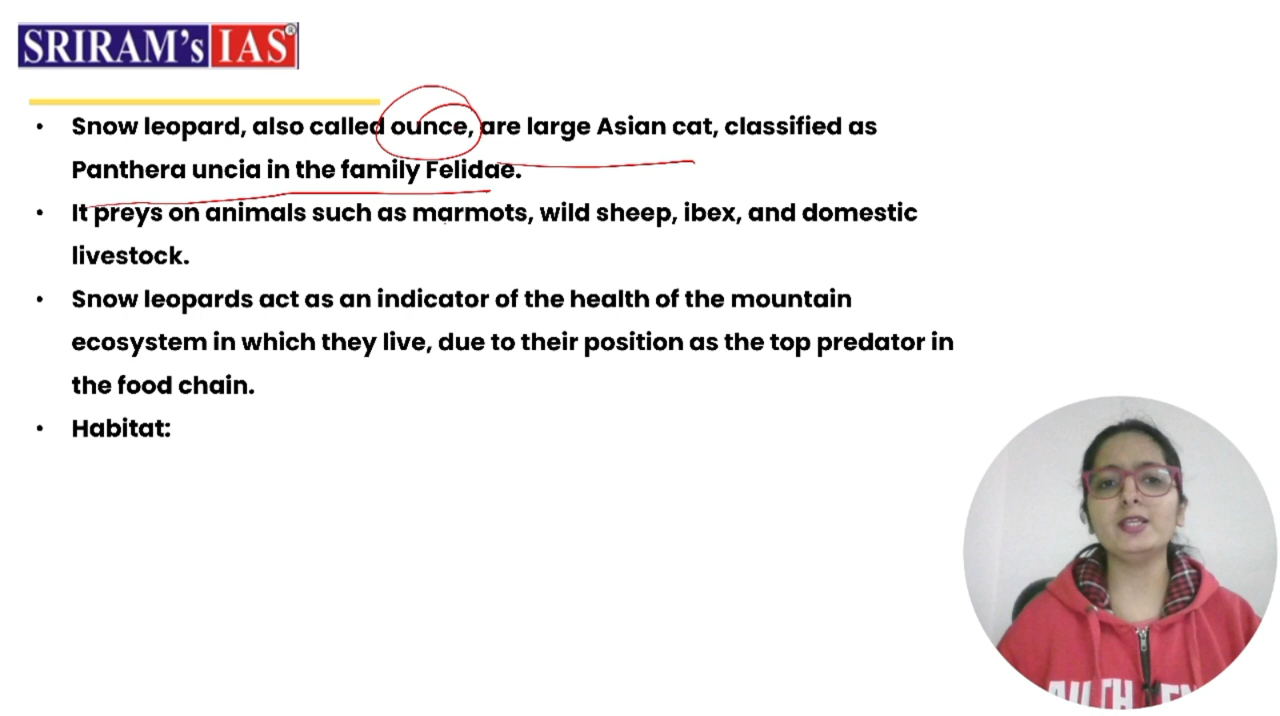 SRIRAM's IAS®
• Snow leopard, also called ounce, are large Asian cat, classified as
Panthera uncia in the family Felidae.
• It preys on animals such as marmots, wild sheep, ibex, and domestic
livestock.
• Snow leopards act as an indicator of the health of the mountain
ecosystem in which they live, due to their position as the top predator in
the food chain.
• Habitat: